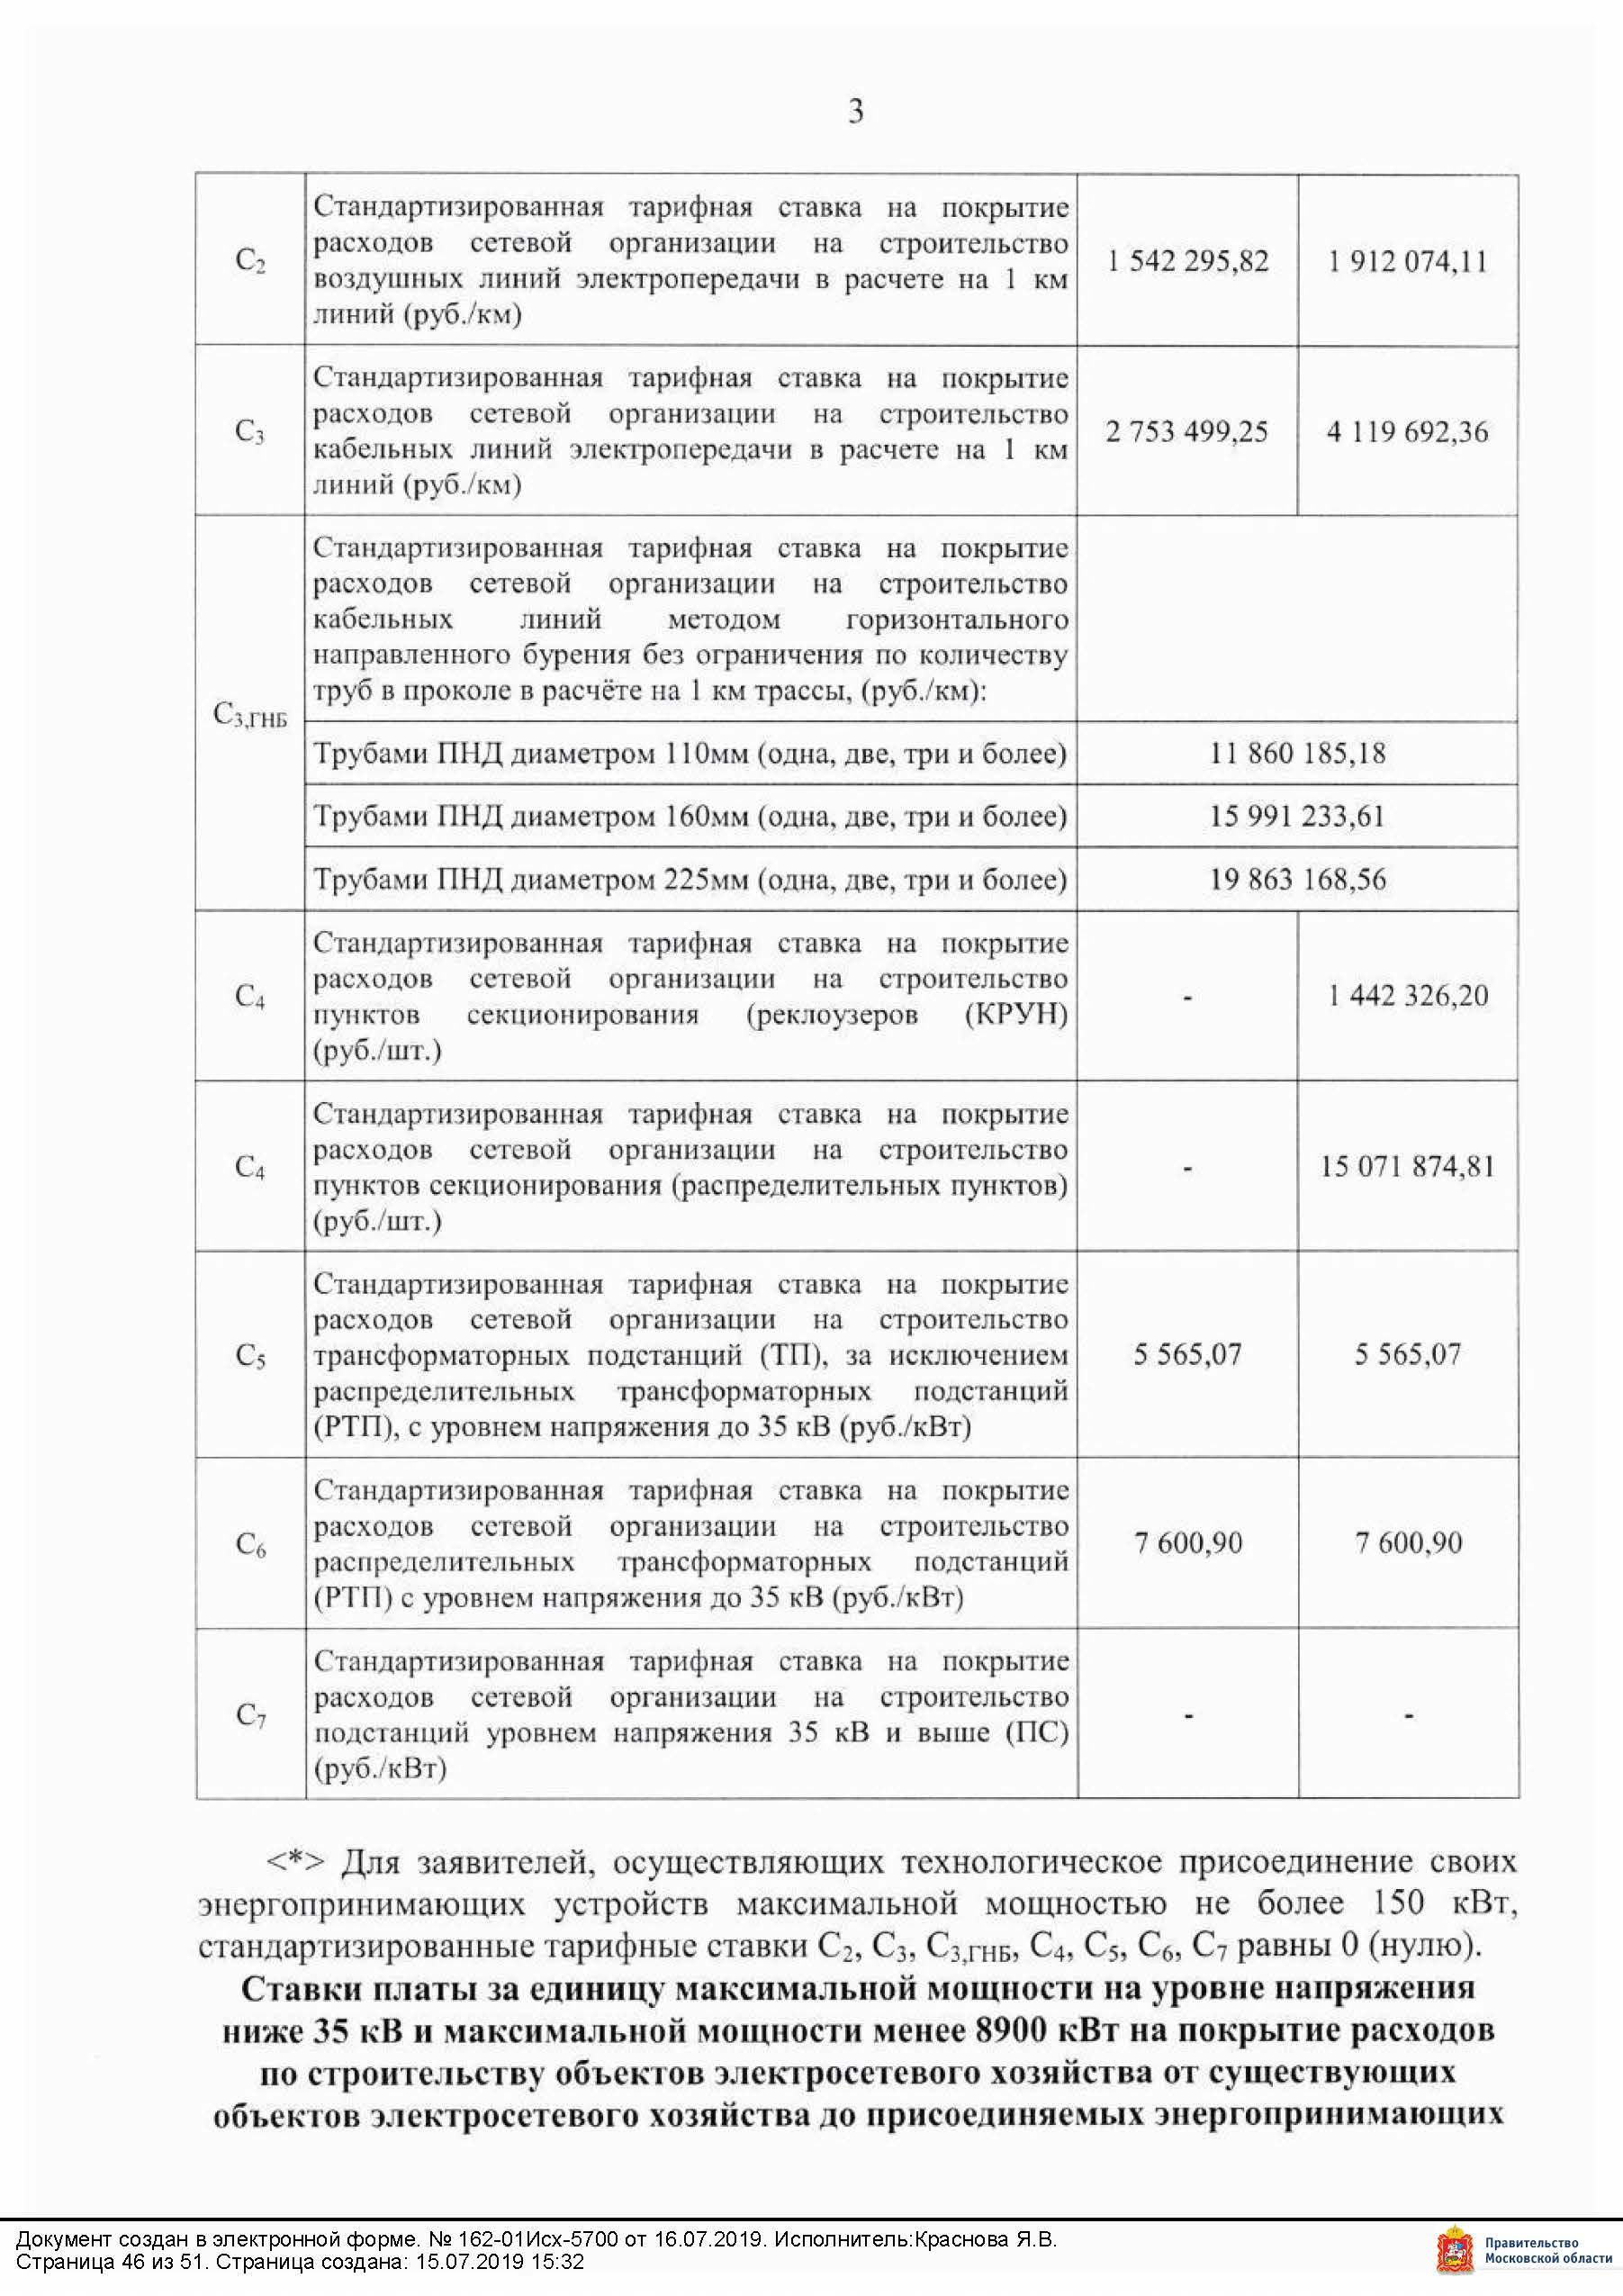 3
С2
Стандартизированная тарифная ставка на покрытие
расходов сетевой организации на строительство
воздушных линий электропередачи в расчете на 1 км
линий (руб./км)
1 542 295,82
1 912 074,11
С3
Стандартизированная тарифная ставка на покрытие
расходов сетевой организации на строительство
кабельных линий электропередачи в расчете на 1 км
линий (руб./км)
2 753 499,25
4 119 692,36
С3,ГНБ
Стандартизированная тарифная ставка на покрытие
расходов сетевой организации на строительство
кабельных линий методом горизонтального
направленного бурения без ограничения по количеству
труб в проколе в расчёте на 1 км трассы, (руб./км):
Трубами ПНД диаметром 110мм (одна, две, три и более)
11 860 185,18
Трубами ПНД диаметром 160мм (одна, две, три и более)
15 991 233,61
Трубами ПНД диаметром 225мм (одна, две, три и более)
19 863 168,56
С4
Стандартизированная тарифная ставка на покрытие
расходов сетевой организации на строительство
пунктов секционирования (реклоузеров (КРУН)
(руб./шт.)
-
1 442 326,20
С4
Стандартизированная тарифная ставка на покрытие
расходов сетевой организации на строительство
пунктов секционирования (распределительных пунктов)
(руб./шт.)
-
15 071 874,81
С5
Стандартизированная тарифная ставка на покрытие
расходов сетевой организации на строительство
трансформаторных подстанций (ТП), за исключением
распределительных трансформаторных подстанций
(РТП), с уровнем напряжения до 35 кВ (руб./кВт)
5 565,07
5 565,07
С6
Стандартизированная тарифная ставка на покрытие
расходов сетевой организации на строительство
распределительных трансформаторных подстанций
(РТП) с уровнем напряжения до 35 кВ (руб./кВт)
7 600,90
7 600,90
С7
Стандартизированная тарифная ставка на покрытие
расходов сетевой организации на строительство
подстанций уровнем напряжения 35 кВ и выше (ПС)
(руб./кВт)
-
-
<*> Для заявителей, осуществляющих технологическое присоединение своих
энергопринимающих устройств максимальной мощностью не более 150 кВт,
стандартизированные тарифные ставки С2, С3, С3,ГНБ, С4, С5, С6, С7 равны 0 (нулю).
Ставки платы за единицу максимальной мощности на уровне напряжения
ниже 35 кВ и максимальной мощности менее 8900 кВт на покрытие расходов
по строительству объектов электросетевого хозяйства от существующих
объектов электросетевого хозяйства до присоединяемых энергопринимающих
Документ создан в электронной форме. № 162-01Исх-5700 от 16.07.2019. Исполнитель:Краснова Я.В.
Страница 46 из 51. Страница создана: 15.07.2019 15:32
Правительство
Московской области